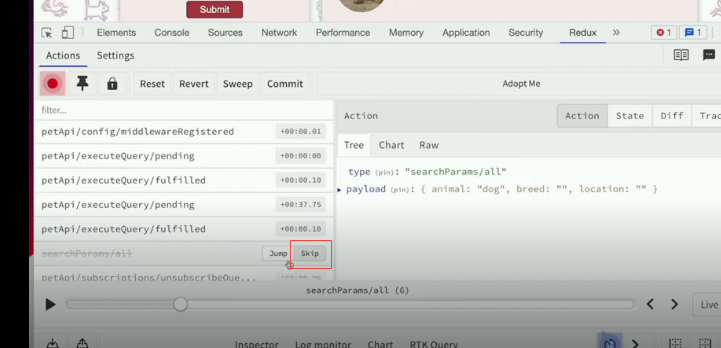 Submit
Elements Console Sources Network Performance Memory Application Security Redux » 1 1
Actions Settings
Reset Revert Sweep Commit Adopt Me
filter...
Action Action State Diff Trac
petApi/config/middlewareRegistered +00:00.01
Tree Chart Raw
petApi/executeQuery/pending +00:00:00
type (pin): "searchParams/all"
petApi/executeQuery/fulfilled +00:00.10
payload (pin): { animal: "dog", breed: "", location: "" }
petApi/executeQuery/pending +00:37.75
petApi/executeQuery/fulfilled +00:00.10
searchParams/all Jump Skip
petApi/subscriptions/unsubscribeQue...
searchParams/all (6)
Live
Inspector Log monitor Chart RTK Query